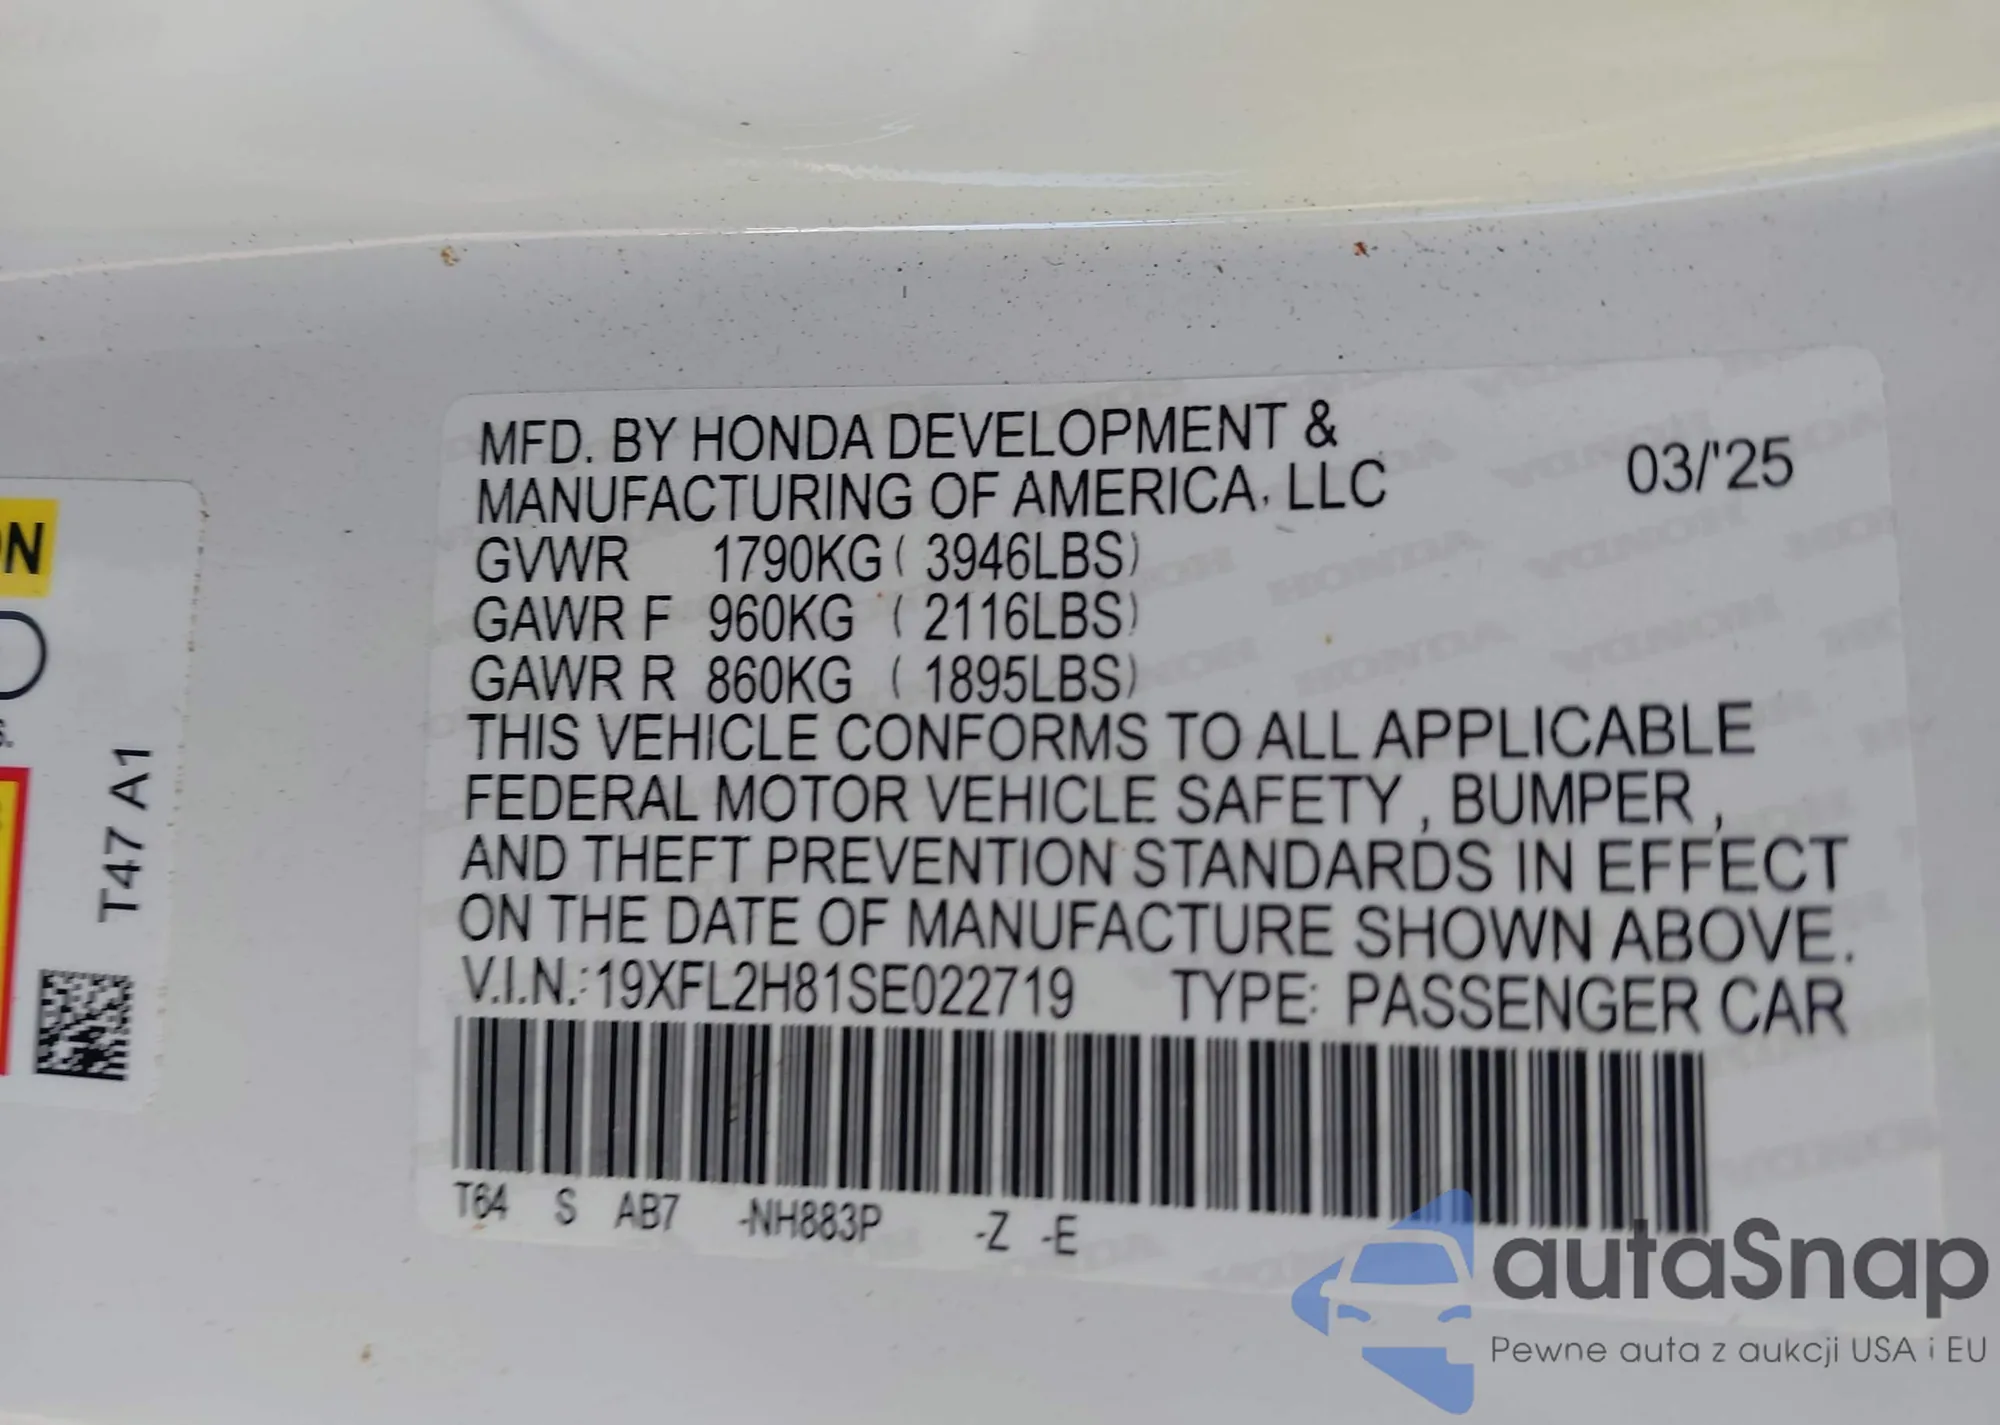 MFD. BY HONDA DEVELOPMENT &
MANUFACTURING OF AMERICA, LLC
03/'25
GVWR 1790KG ( 3946LBS)
GAWR F 960KG ( 2116LBS)
GAWR R 860KG ( 1895LBS)
THIS VEHICLE CONFORMS TO ALL APPLICABLE
FEDERAL MOTOR VEHICLE SAFETY , BUMPER ,
AND THEFT PREVENTION STANDARDS IN EFFECT
ON THE DATE OF MANUFACTURE SHOWN ABOVE.
V.I.N.: 19XFL2H81SE022719 TYPE: PASSENGER CAR
T64 S AB7 -NH883P -Z -E
T47 A1
autaSnap
Pewne auta z aukcji USA i EU